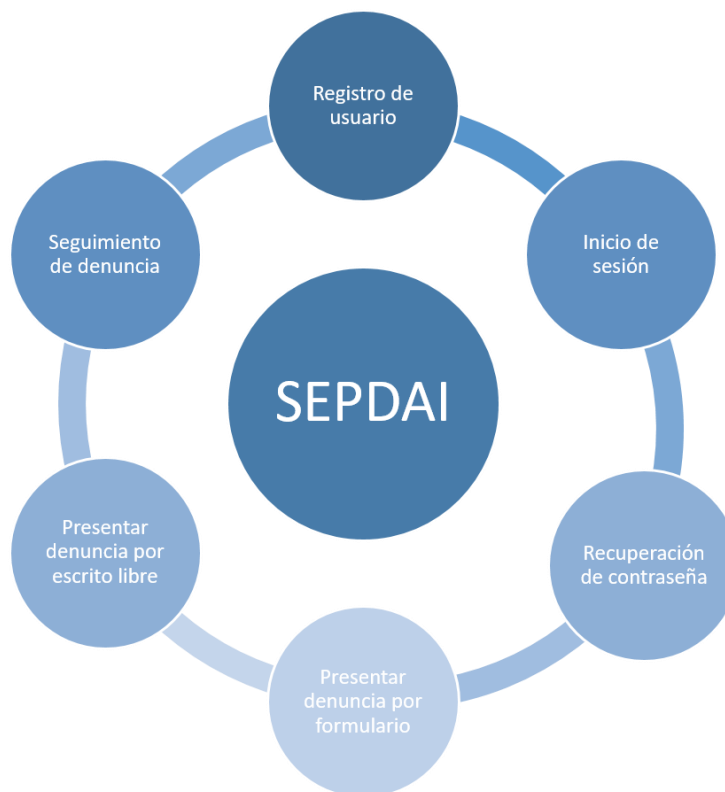 Registro de
usuario
Inicio de
sesión
Recuperación
de contraseña
Presentar
denuncia por
formulario
Presentar
denuncia por
escrito libre
Seguimiento
de denuncia
SEPDAI